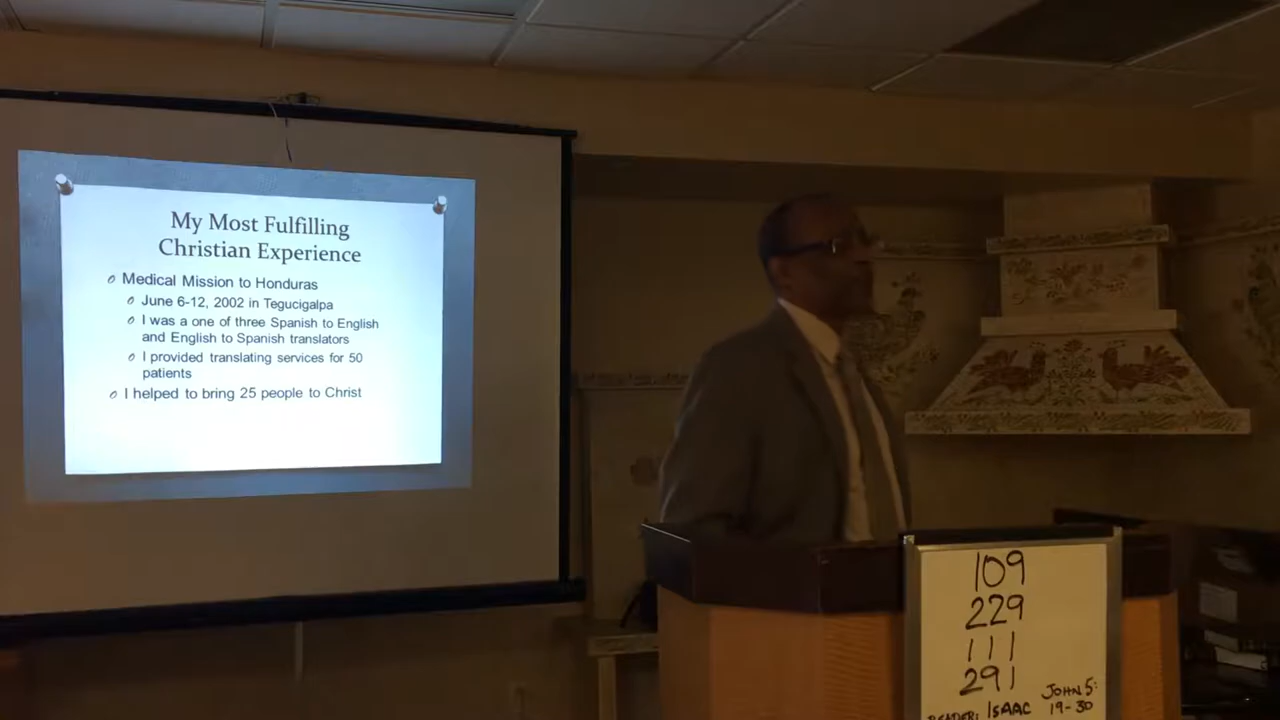 My Most Fulfilling
Christian Experience
Medical Mission to Honduras
June 6-12, 2002 in Tegucigalpa
I was a one of three Spanish to English
and English to Spanish translators
I provided translating services for 50
patients
I helped to bring 25 people to Christ
109
229
111
291
JOHN 5:
READER: ISAAC 19-30